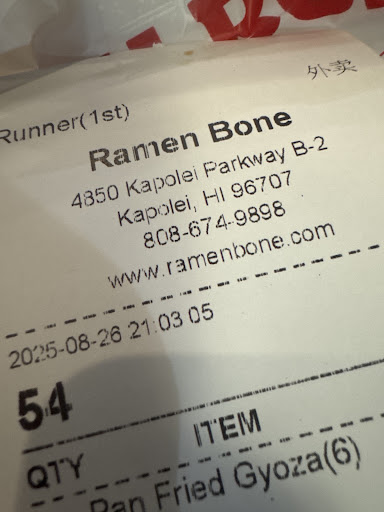 外卖
Runner(1st)
Ramen Bone
4850 Kapolei Parkway B-2
Kapolei, HI 96707
808-674-9898
www.ramenbone.com
2025-08-26 21:03:05
54
QTY ITEM
Pan Fried Gyoza(6)